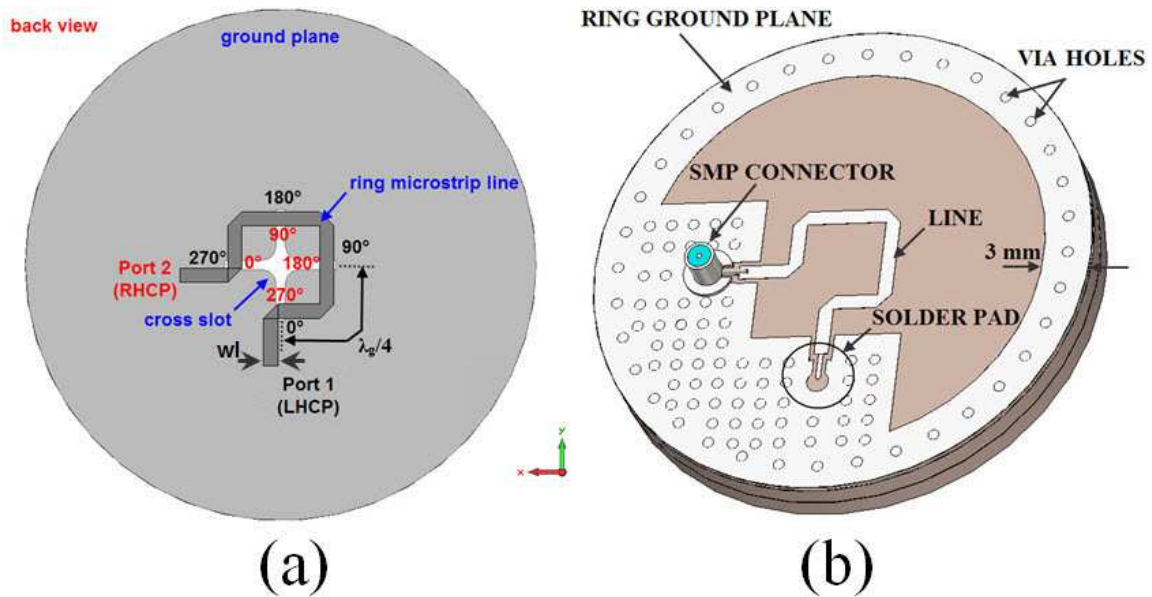 back view
ground plane
ring microstrip line
180°
90°
270°
0°
180°
90°
Port 2
(RHCP)
270°
cross slot
0°
λg/4
wl
Port 1
(LHCP)
y
x
(a)
RING GROUND PLANE
VIA HOLES
SMP CONNECTOR
LINE
3 mm
SOLDER PAD
(b)